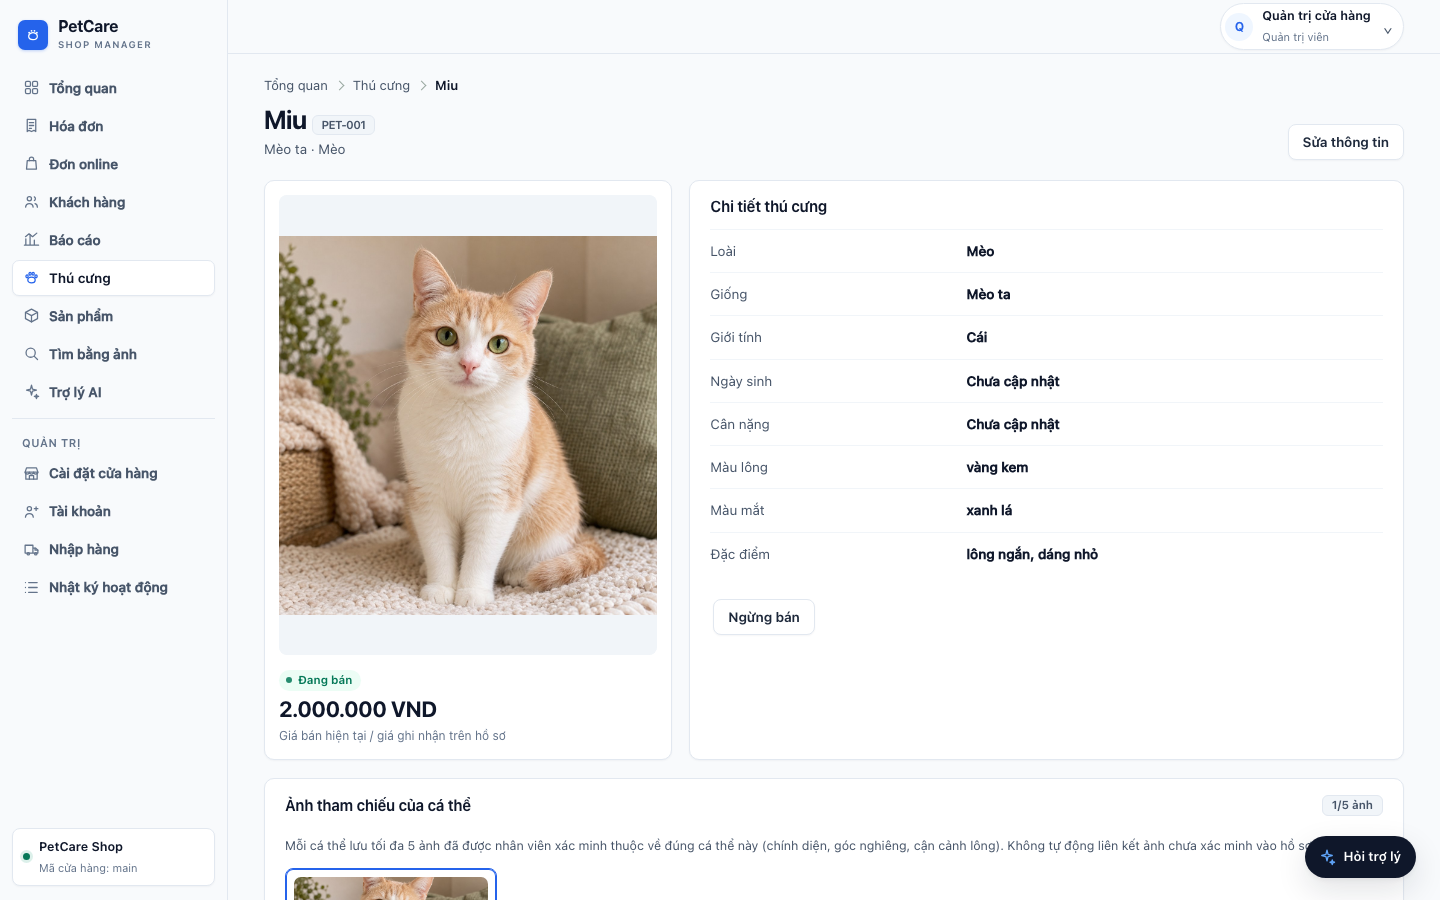 PetCare
SHOP MANAGER
Tổng quan
Hóa đơn
Đơn online
Khách hàng
Báo cáo
Thú cưng
Sản phẩm
Tìm bằng ảnh
Trợ lý AI
QUẢN TRỊ
Cài đặt cửa hàng
Tài khoản
Nhập hàng
Nhật ký hoạt động
PetCare Shop
Mã cửa hàng: main
Q
Quản trị cửa hàng
Quản trị viên
Tổng quan > Thú cưng > Miu
Miu PET-001
Mèo ta · Mèo
Sửa thông tin
Đang bán
2.000.000 VND
Giá bán hiện tại / giá ghi nhận trên hồ sơ
Chi tiết thú cưng
Loài Mèo
Giống Mèo ta
Giới tính Cái
Ngày sinh Chưa cập nhật
Cân nặng Chưa cập nhật
Màu lông vàng kem
Màu mắt xanh lá
Đặc điểm lông ngắn, dáng nhỏ
Ngừng bán
Ảnh tham chiếu của cá thể
1/5 ảnh
Mỗi cá thể lưu tối đa 5 ảnh đã được nhân viên xác minh thuộc về đúng cá thể này (chính diện, góc nghiêng, cận cảnh lông). Không tự động liên kết ảnh chưa xác minh vào hồ
Hỏi trợ lý